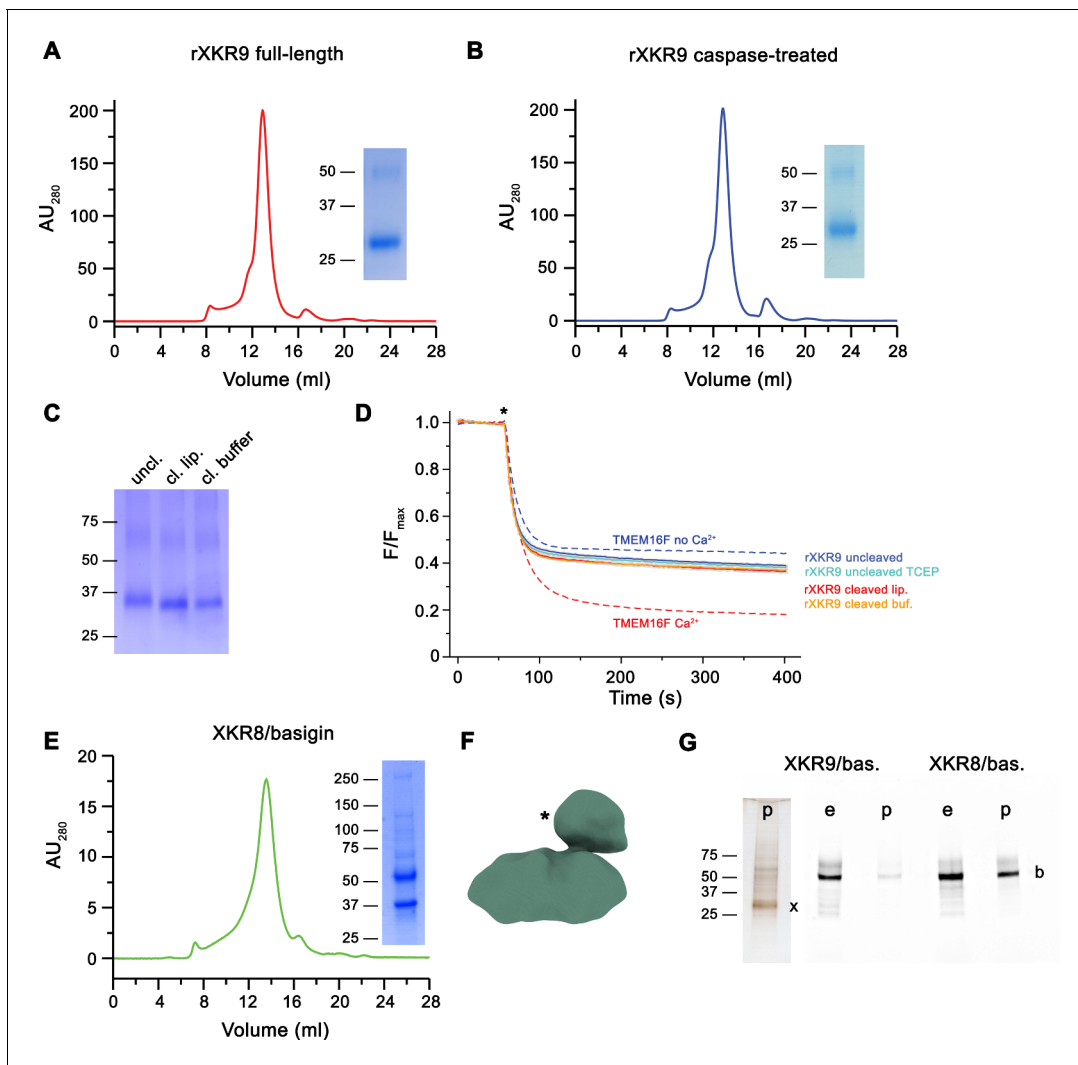 A
rXKR9 full-length
AU280
200
150
100
50
0
50
37
25
0 4 8 12 16 20 24 28
Volume (ml)
B
rXKR9 caspase-treated
AU280
200
150
100
50
0
50
37
25
0 4 8 12 16 20 24 28
Volume (ml)
C
uncl.
cl. lip.
cl. buffer
75
50
37
25
D
*
F/Fmax
1.0
0.8
0.6
0.4
0.2
0
TMEM16F no Ca2+
rXKR9 uncleaved
rXKR9 uncleaved TCEP
rXKR9 cleaved lip.
rXKR9 cleaved buf.
TMEM16F Ca2+
0 100 200 300 400
Time (s)
E
XKR8/basigin
AU280
20
15
10
5
0
250
150
100
75
50
37
25
0 4 8 12 16 20 24 28
Volume (ml)
F
*
G
XKR9/bas. XKR8/bas.
p e p e p
75
50
37
25
x
b